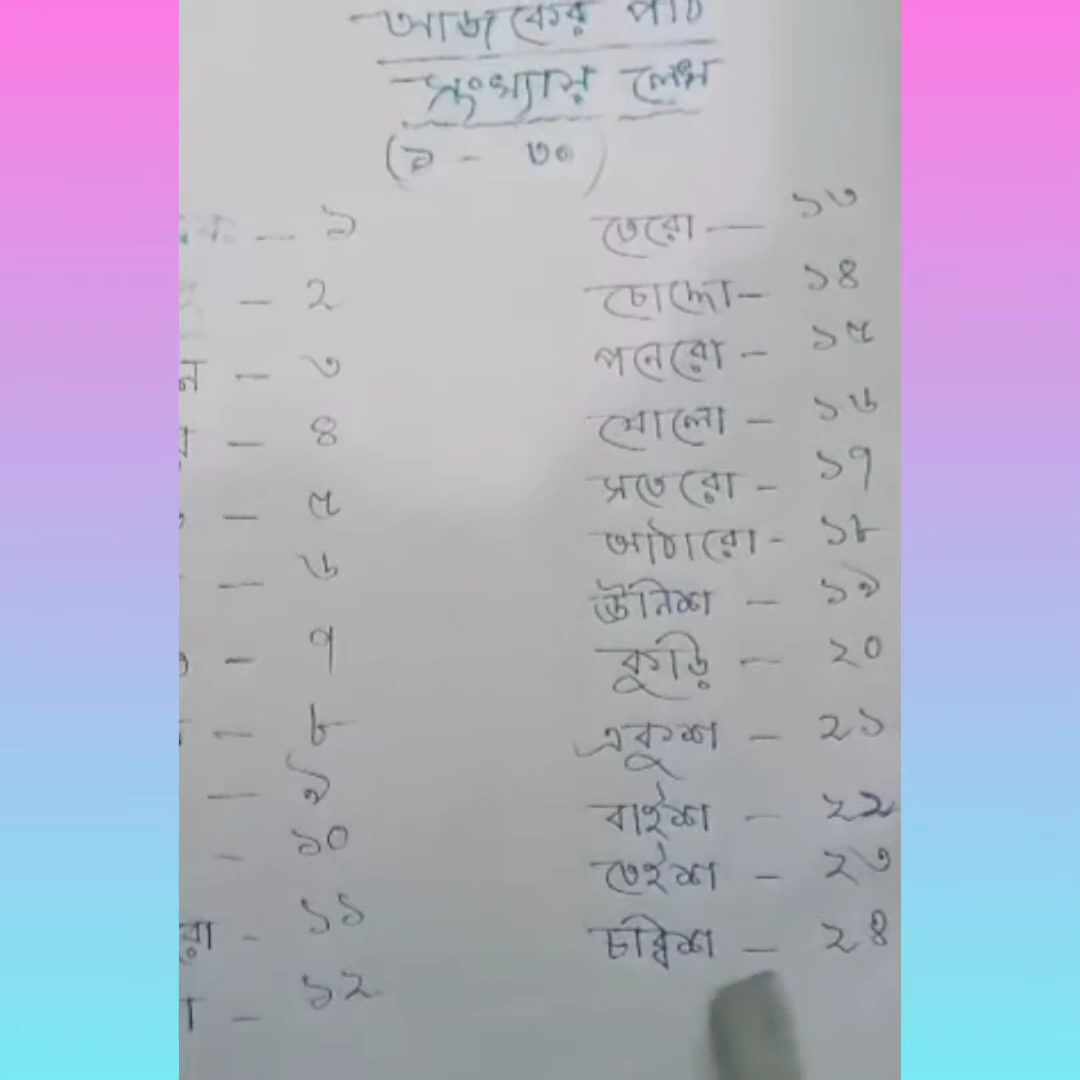 আজকের পাঠ
সংখ্যায় লেখ
(১ - ৩০)
— ১
— ২
ন — ৩
— ৪
— ৫
— ৬
— ৭
— ৮
— ৯
— ১০
রো - ১১
— ১২
তেরো — ১৩
চোদ্দো — ১৪
পনেরো — ১৫
ষোলো — ১৬
সতেরো — ১৭
আঠারো - ১৮
উনিশ — ১৯
কুড়ি — ২০
একুশ — ২১
বাইশ — ২২
তেইশ — ২৩
চব্বিশ — ২৪